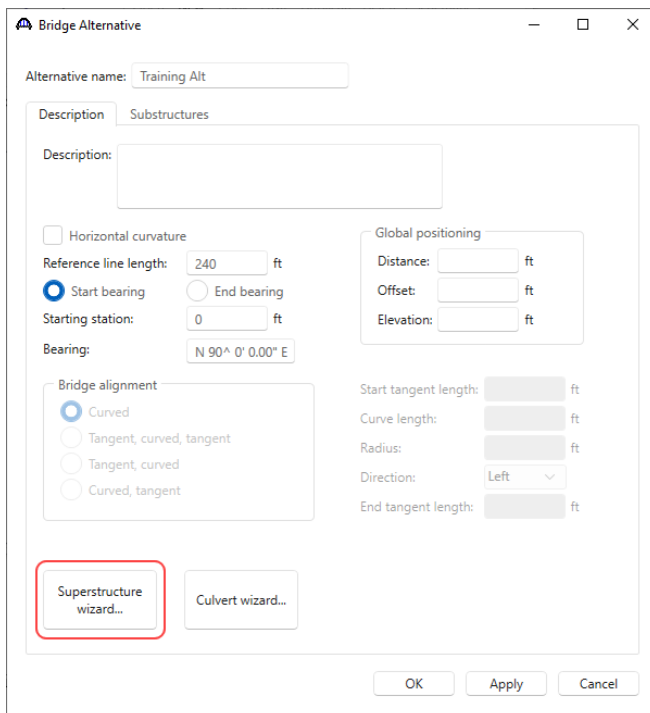 Bridge Alternative
Alternative name: Training Alt
Description Substructures
Description:
Horizontal curvature
Reference line length: 240 ft
Start bearing End bearing
Starting station: 0 ft
Bearing: N 90^ 0' 0.00" E
Global positioning
Distance: ft
Offset: ft
Elevation: ft
Bridge alignment
Curved
Tangent, curved, tangent
Tangent, curved
Curved, tangent
Start tangent length: ft
Curve length: ft
Radius: ft
Direction: Left
End tangent length: ft
Superstructure
wizard...
Culvert wizard...
OK Apply Cancel